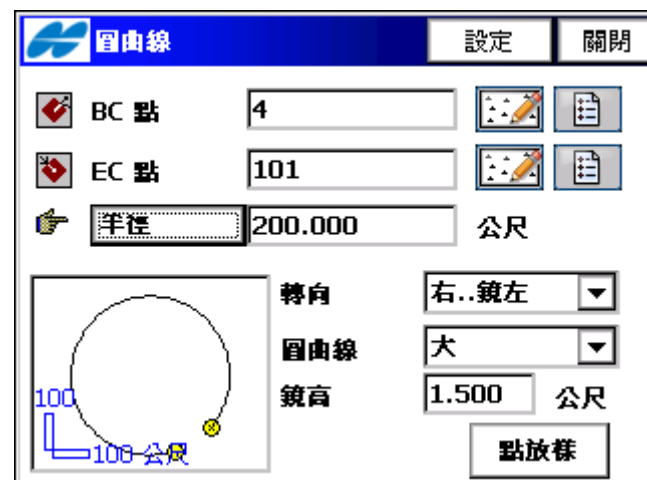 圓曲線 設定 關閉
BC 點 4
EC 點 101
半徑 200.000 公尺
轉向 右..鏡左
圓曲線 大
鏡高 1.500 公尺
100
100 公尺
點放樣